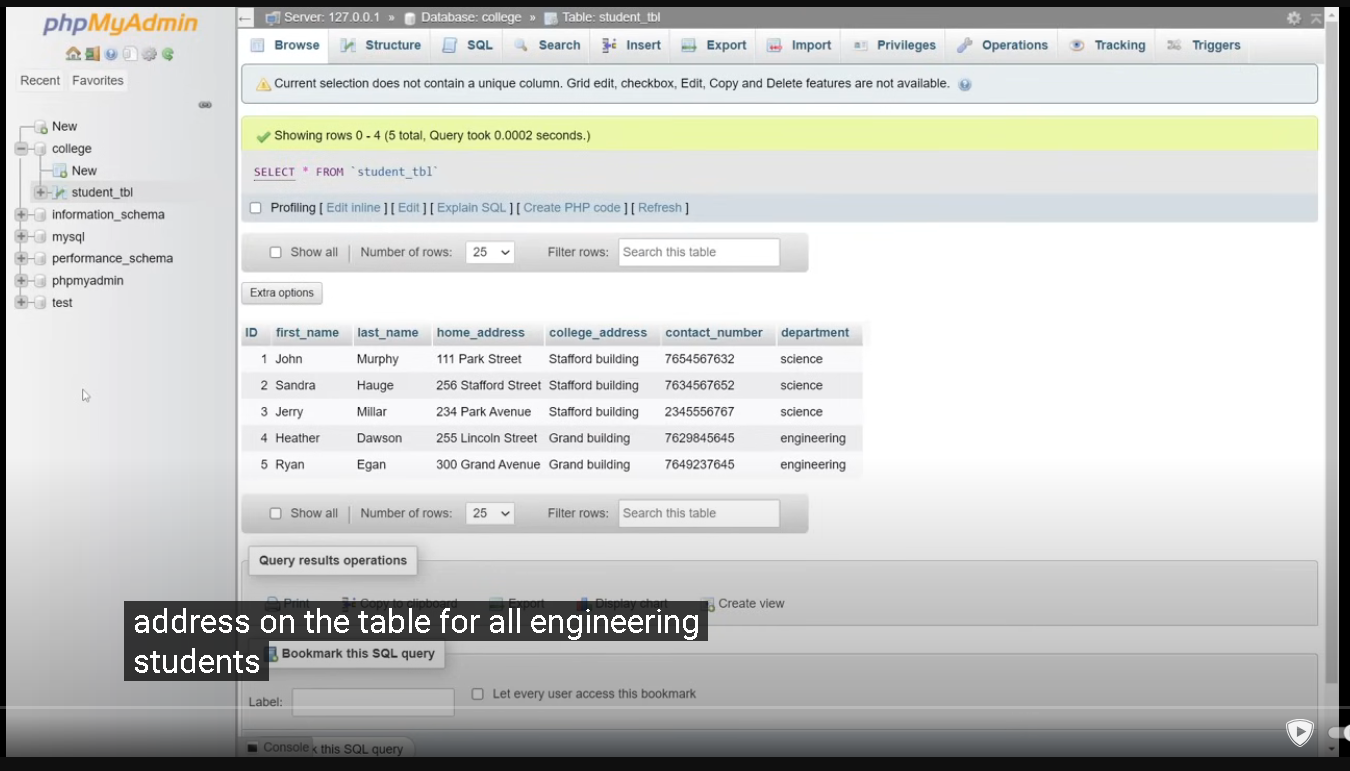 phpMyAdmin
Recent Favorites
New
college
New
student_tbl
information_schema
mysql
performance_schema
phpmyadmin
test
Server: 127.0.0.1 » Database: college » Table: student_tbl
Browse Structure SQL Search Insert Export Import Privileges Operations Tracking Triggers
Current selection does not contain a unique column. Grid edit, checkbox, Edit, Copy and Delete features are not available.
Showing rows 0 - 4 (5 total, Query took 0.0002 seconds.)
SELECT * FROM `student_tbl`
Profiling [ Edit inline ] [ Edit ] [ Explain SQL ] [ Create PHP code ] [ Refresh ]
Show all | Number of rows: 25 Filter rows: Search this table
Extra options
ID first_name last_name home_address college_address contact_number department
1 John Murphy 111 Park Street Stafford building 7654567632 science
2 Sandra Hauge 256 Stafford Street Stafford building 7634567652 science
3 Jerry Millar 234 Park Avenue Stafford building 2345556767 science
4 Heather Dawson 255 Lincoln Street Grand building 7629845645 engineering
5 Ryan Egan 300 Grand Avenue Grand building 7649237645 engineering
Show all | Number of rows: 25 Filter rows: Search this table
Query results operations
Print Copy to clipboard Export Display chart Create view
address on the table for all engineering
students
Bookmark this SQL query
Label: Let every user access this bookmark
Console k this SQL query